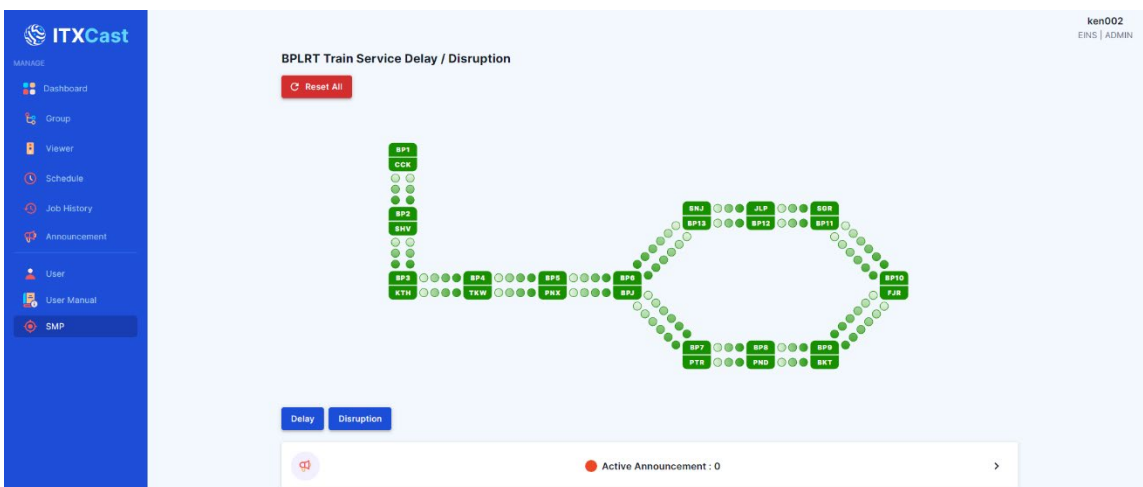 ITXCast
ken002
EINS | ADMIN
MANAGE
Dashboard
Group
Viewer
Schedule
Job History
Announcement
User
User Manual
SMP
BPLRT Train Service Delay / Disruption
Reset All
BP1
CCK
BP2
SHV
BP3
KTH
BP4
TKW
BP5
PNX
BP6
BPJ
SNJ
BP13
JLP
BP12
SGR
BP11
BP10
FJR
BP7
PTR
BP8
PND
BP9
BKT
Delay
Disruption
Active Announcement : 0